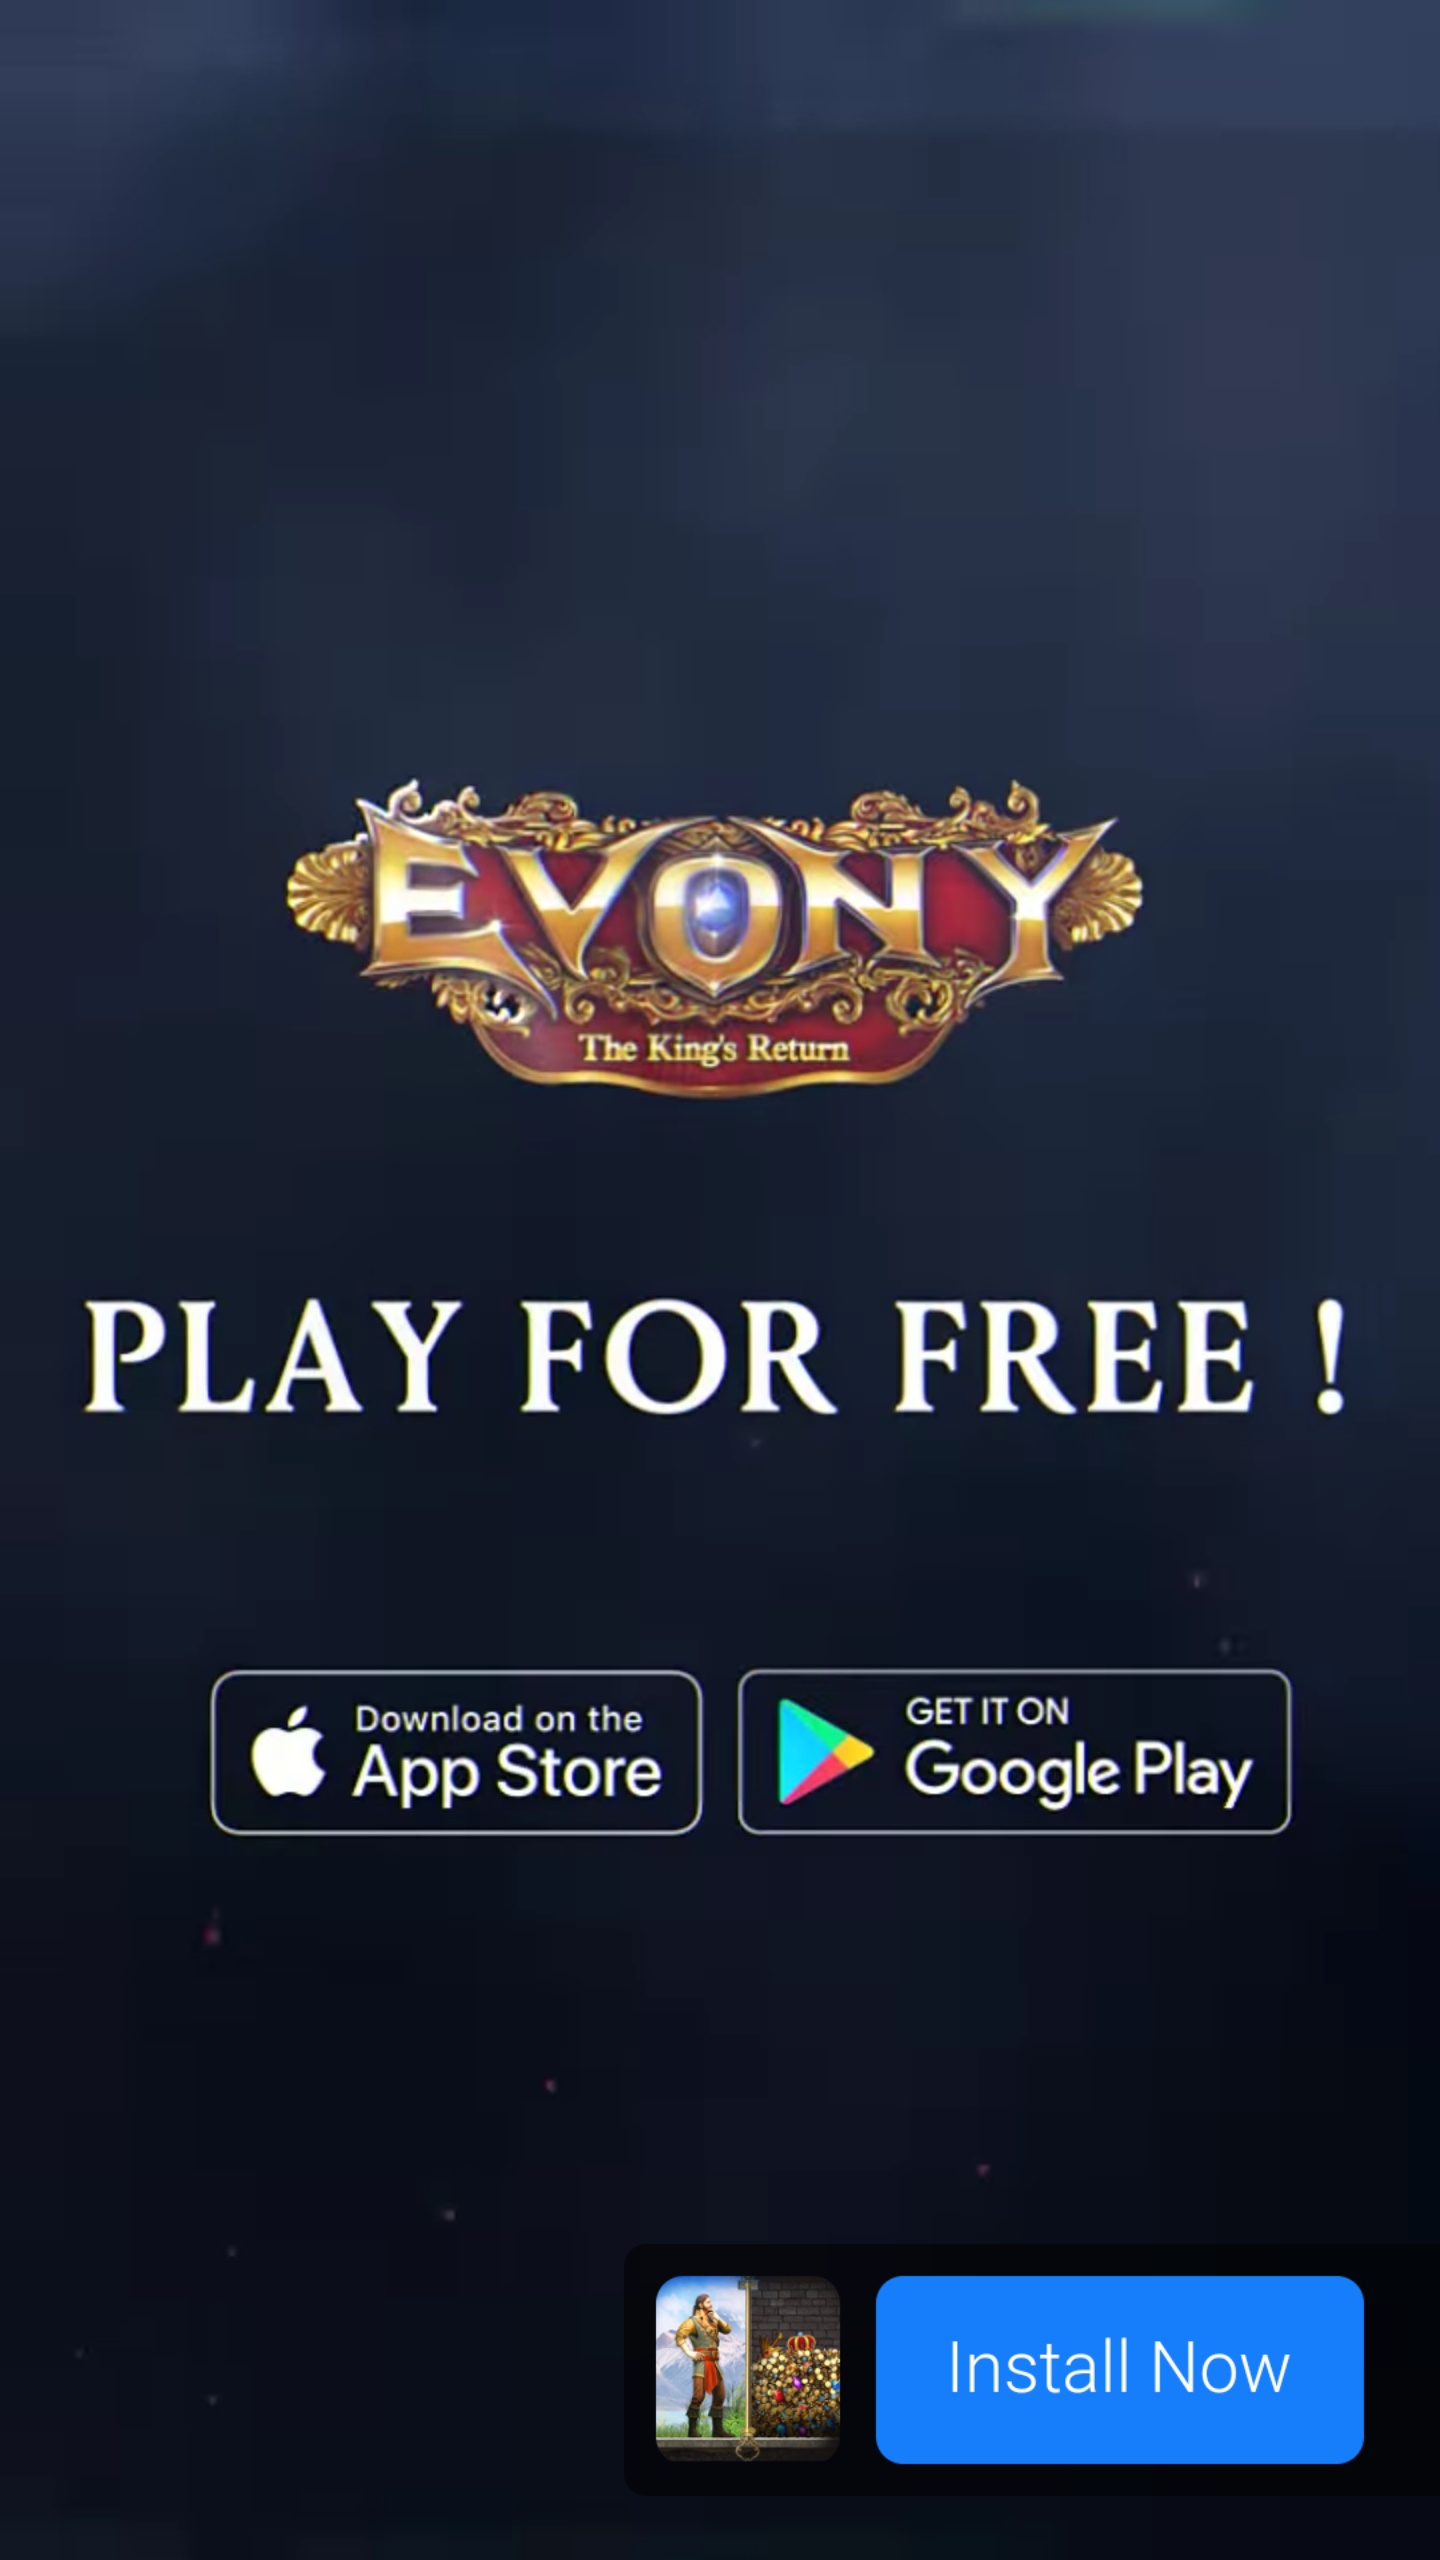 EVONY
The King's Return
PLAY FOR FREE !
Download on the
App Store
GET IT ON
Google Play
Install Now